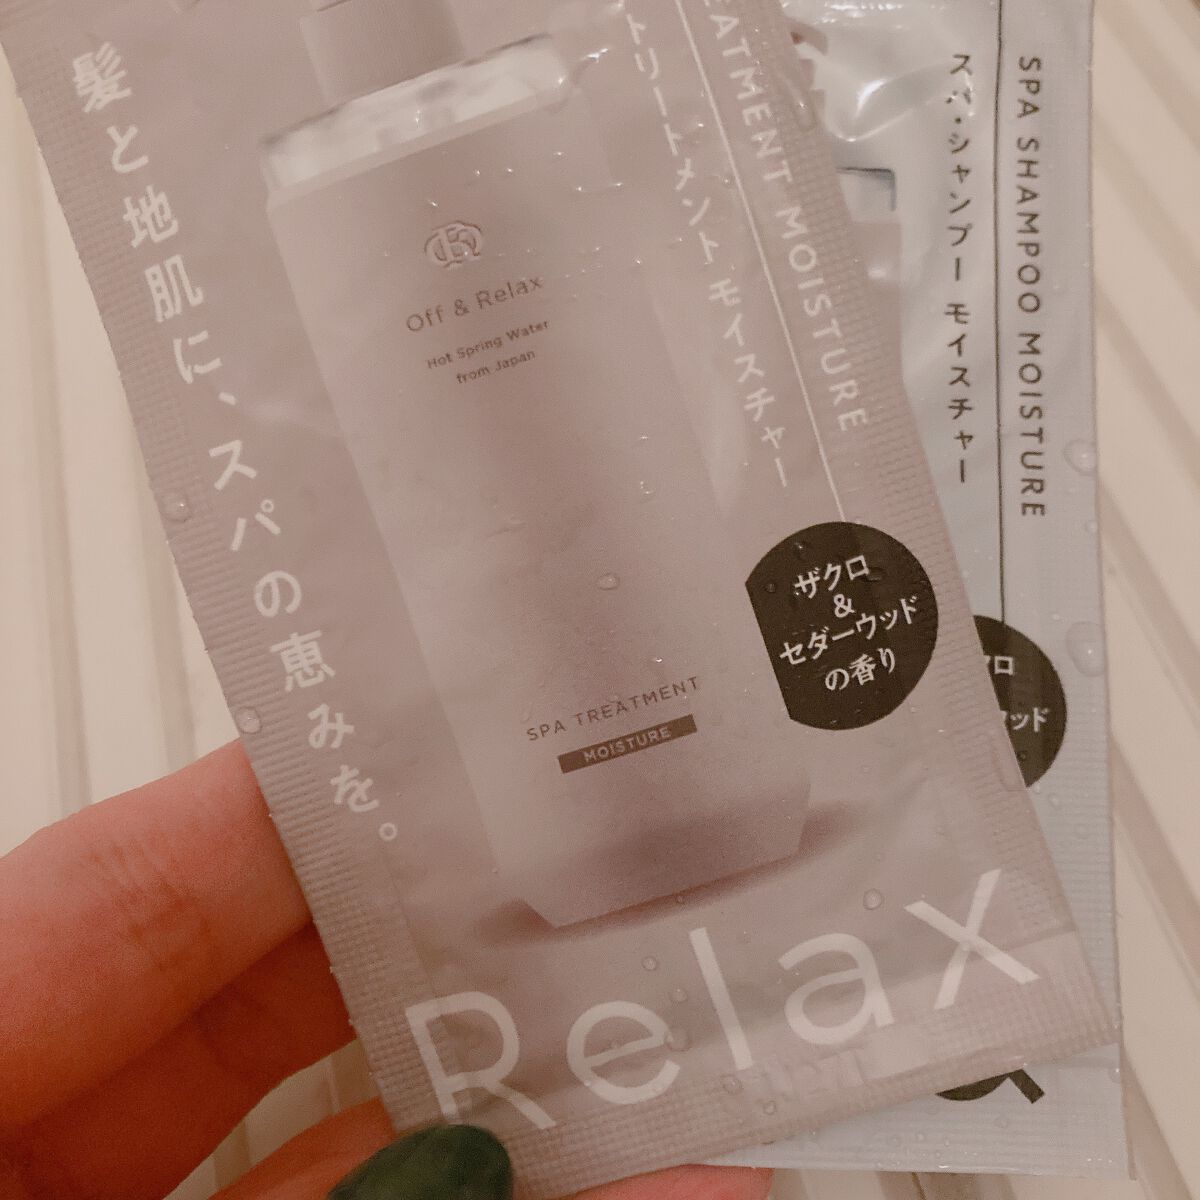 髪と地肌に、スパの恵みを。
Off & Relax
Hot Spring Water
from Japan
SPA TREATMENT
MOISTURE
MOISTURE
トリートメント モイスチャー
ザクロ
&
セダーウッド
の香り
Relax
SPA SHAMPOO MOISTURE
スパ・シャンプー モイスチャー